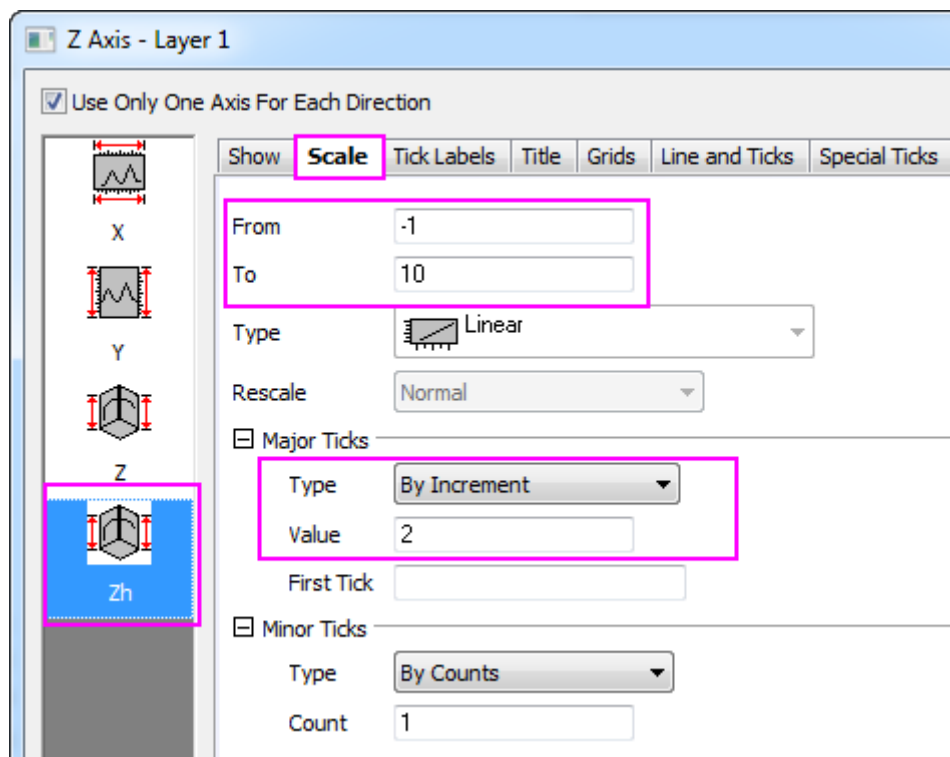 Z Axis - Layer 1
Use Only One Axis For Each Direction
X
Y
Z
Zh
Show Scale Tick Labels Title Grids Line and Ticks Special Ticks
From -1
To 10
Type Linear
Rescale Normal
Major Ticks
Type By Increment
Value 2
First Tick
Minor Ticks
Type By Counts
Count 1